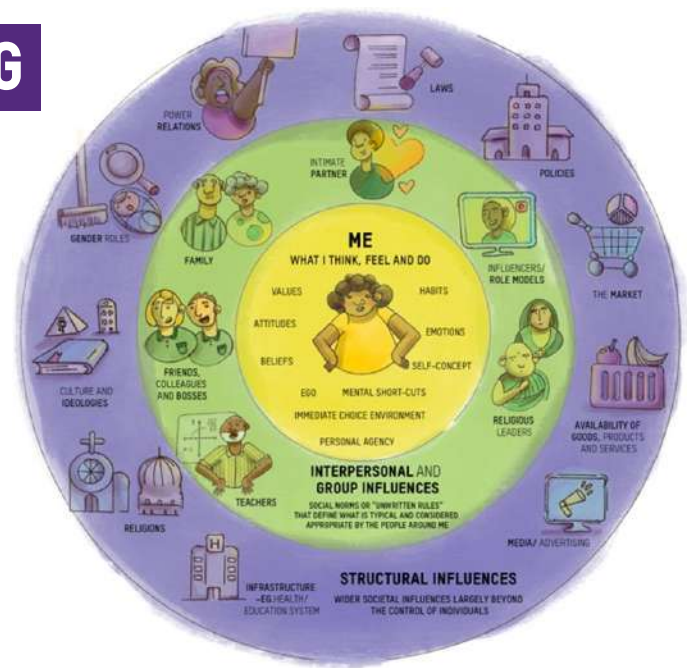 G
POWER
RELATIONS
LAWS
POLICIES
INTIMATE
PARTNER
GENDER ROLES
FAMILY
ME
WHAT I THINK, FEEL AND DO
INFLUENCERS/
ROLE MODELS
THE MARKET
VALUES
HABITS
ATTITUDES
EMOTIONS
BELIEFS
SELF-CONCEPT
EGO
MENTAL SHORT-CUTS
IMMEDIATE CHOICE ENVIRONMENT
PERSONAL AGENCY
FRIENDS,
COLLEAGUES
AND BOSSES
CULTURE AND
IDEOLOGIES
RELIGIOUS
LEADERS
AVAILABILITY OF
GOODS, PRODUCTS
AND SERVICES
TEACHERS
INTERPERSONAL AND
GROUP INFLUENCES
SOCIAL NORMS OR "UNWRITTEN RULES"
THAT DEFINE WHAT IS TYPICAL AND CONSIDERED
APPROPRIATE BY THE PEOPLE AROUND ME
RELIGIONS
MEDIA/ ADVERTISING
H
INFRASTRUCTURE
-EG.HEALTH/
EDUCATION SYSTEM
STRUCTURAL INFLUENCES
WIDER SOCIETAL INFLUENCES LARGELY BEYOND
THE CONTROL OF INDIVIDUALS